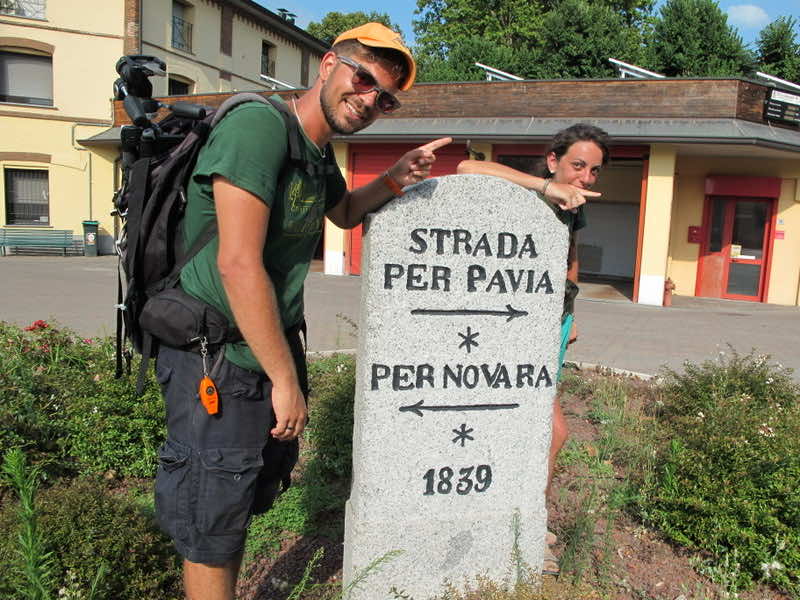 STRADA
PER PAVIA
PER NOVARA
1839